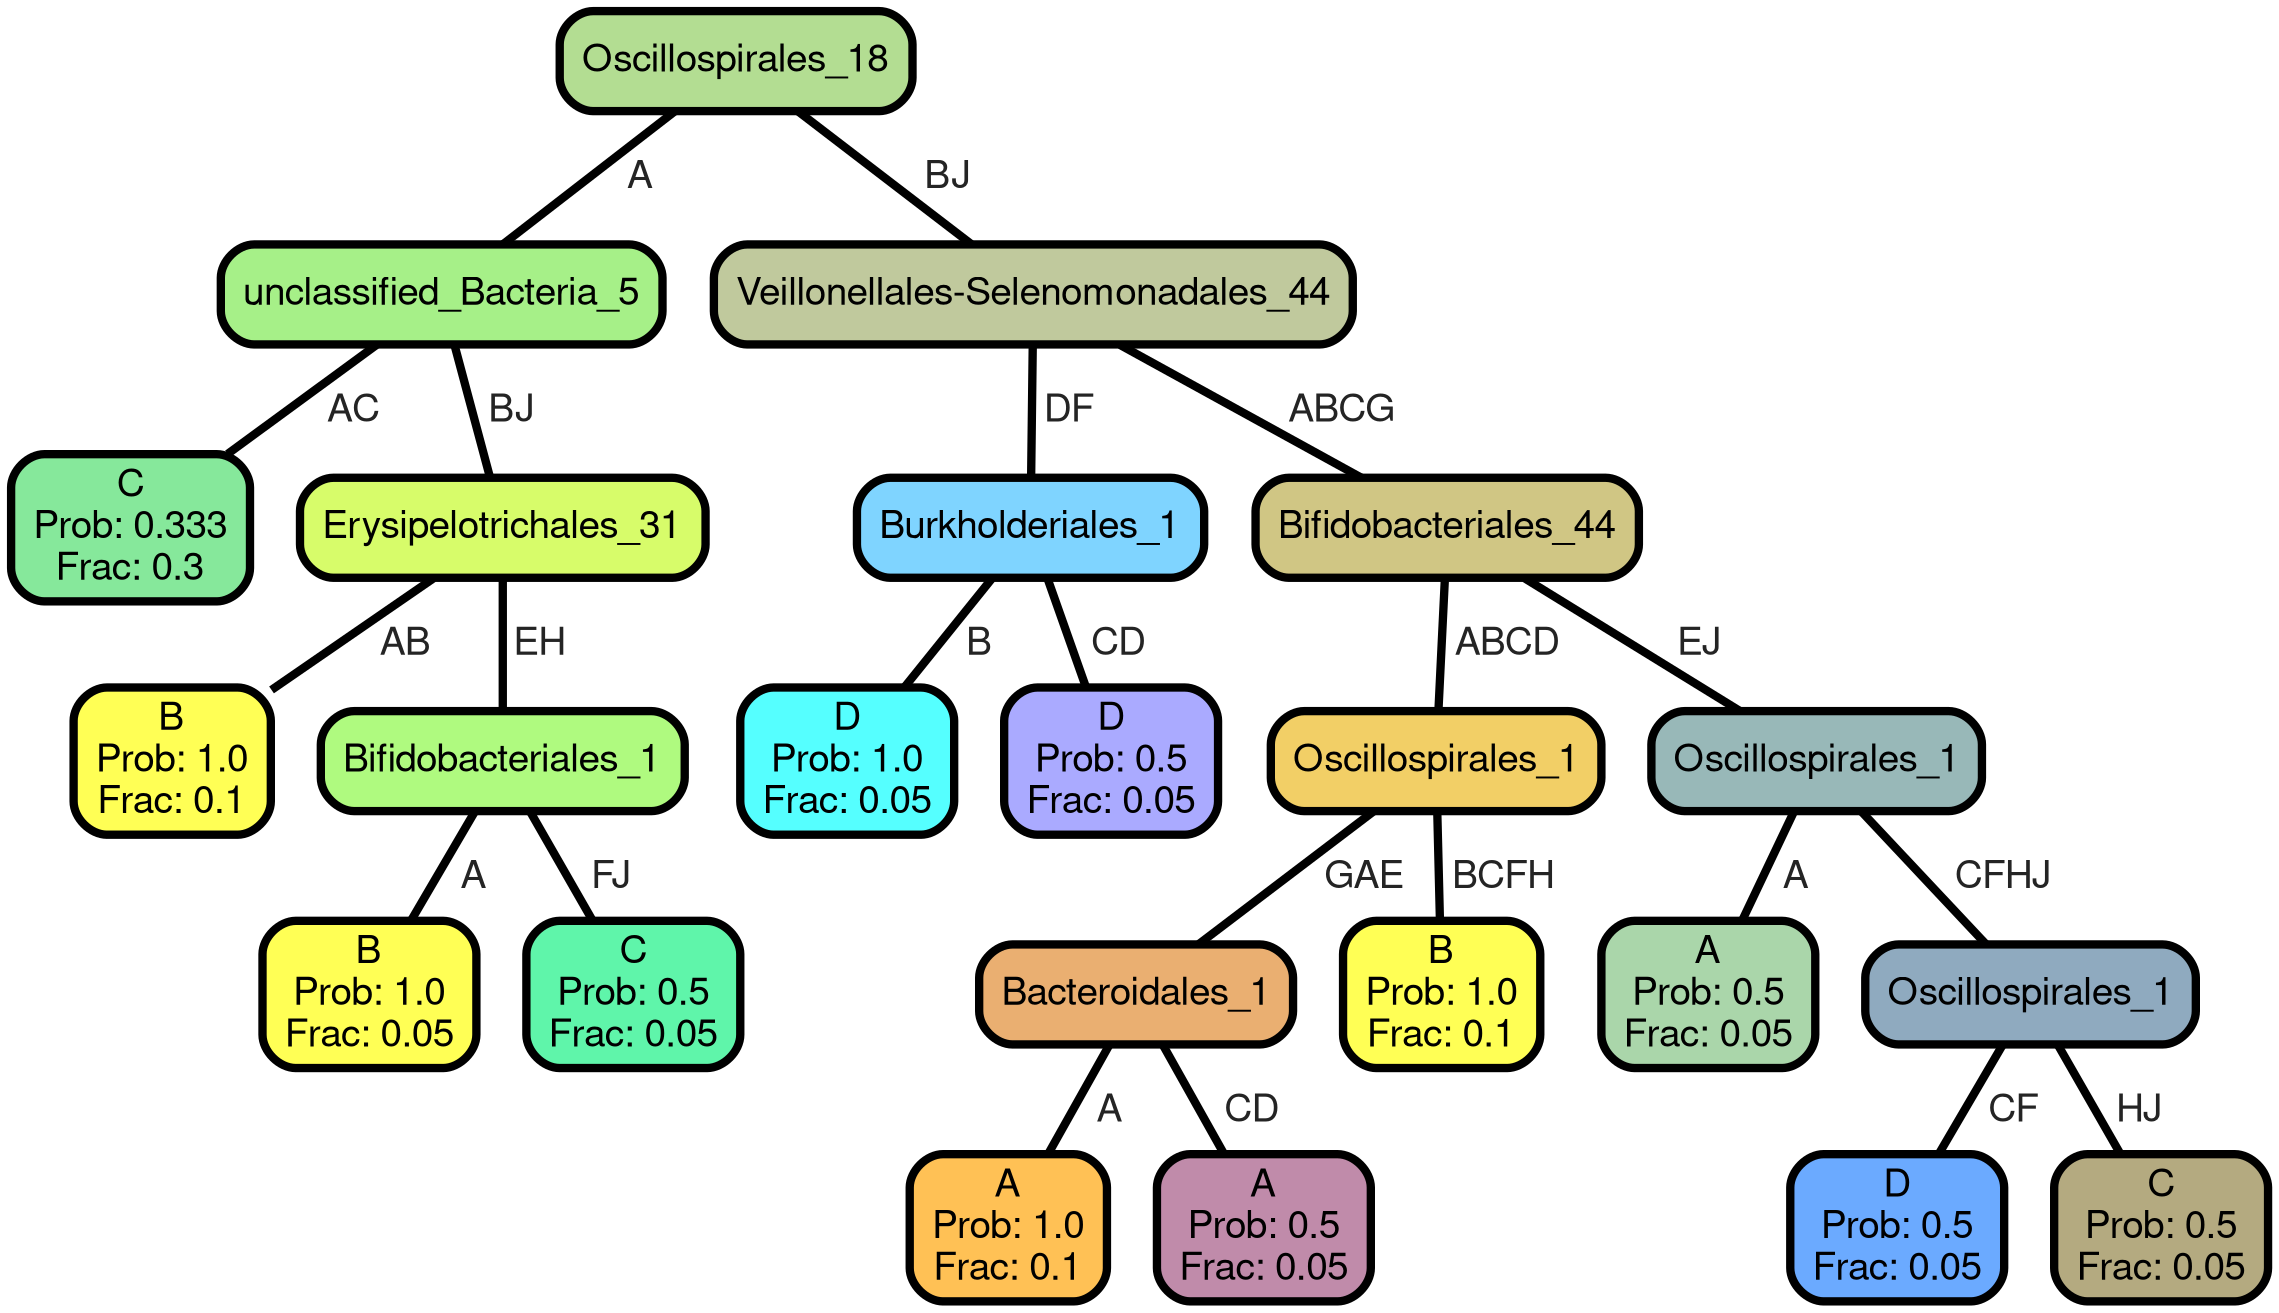 Oscillospirales_18
A
BJ
unclassified_Bacteria_5
Veillonellales-Selenomonadales_44
AC
BJ
DF
ABCG
C
Prob: 0.333
Frac: 0.3
Erysipelotrichales_31
Burkholderiales_1
Bifidobacteriales_44
AB
EH
B
CD
ABCD
EJ
B
Prob: 1.0
Frac: 0.1
Bifidobacteriales_1
D
Prob: 1.0
Frac: 0.05
D
Prob: 0.5
Frac: 0.05
Oscillospirales_1
Oscillospirales_1
A
FJ
GAE
BCFH
A
CFHJ
B
Prob: 1.0
Frac: 0.05
C
Prob: 0.5
Frac: 0.05
Bacteroidales_1
B
Prob: 1.0
Frac: 0.1
A
Prob: 0.5
Frac: 0.05
Oscillospirales_1
A
CD
CF
HJ
A
Prob: 1.0
Frac: 0.1
A
Prob: 0.5
Frac: 0.05
D
Prob: 0.5
Frac: 0.05
C
Prob: 0.5
Frac: 0.05